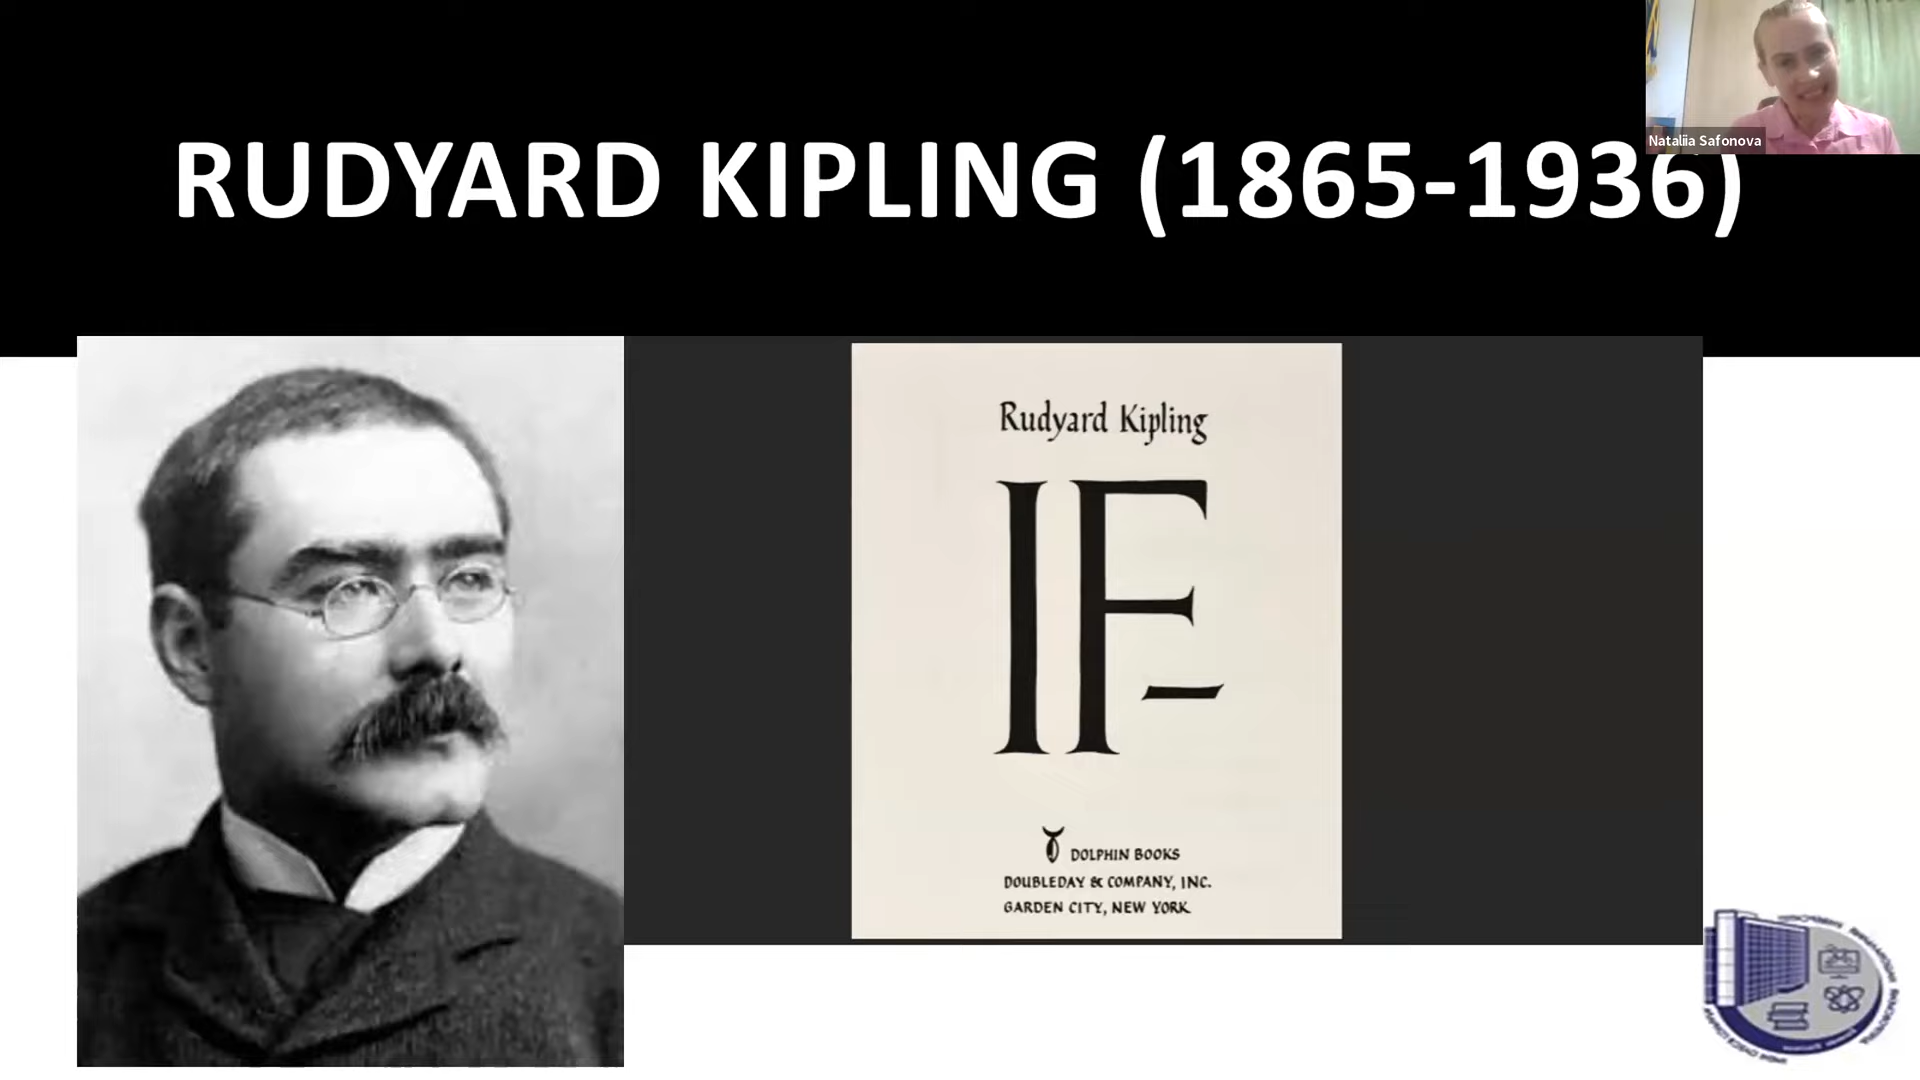 RUDYARD KIPLING (1865-1936)
Nataliia Safonova
Rudyard Kipling
IF-
DOLPHIN BOOKS
DOUBLEDAY & COMPANY, INC.
GARDEN CITY, NEW YORK